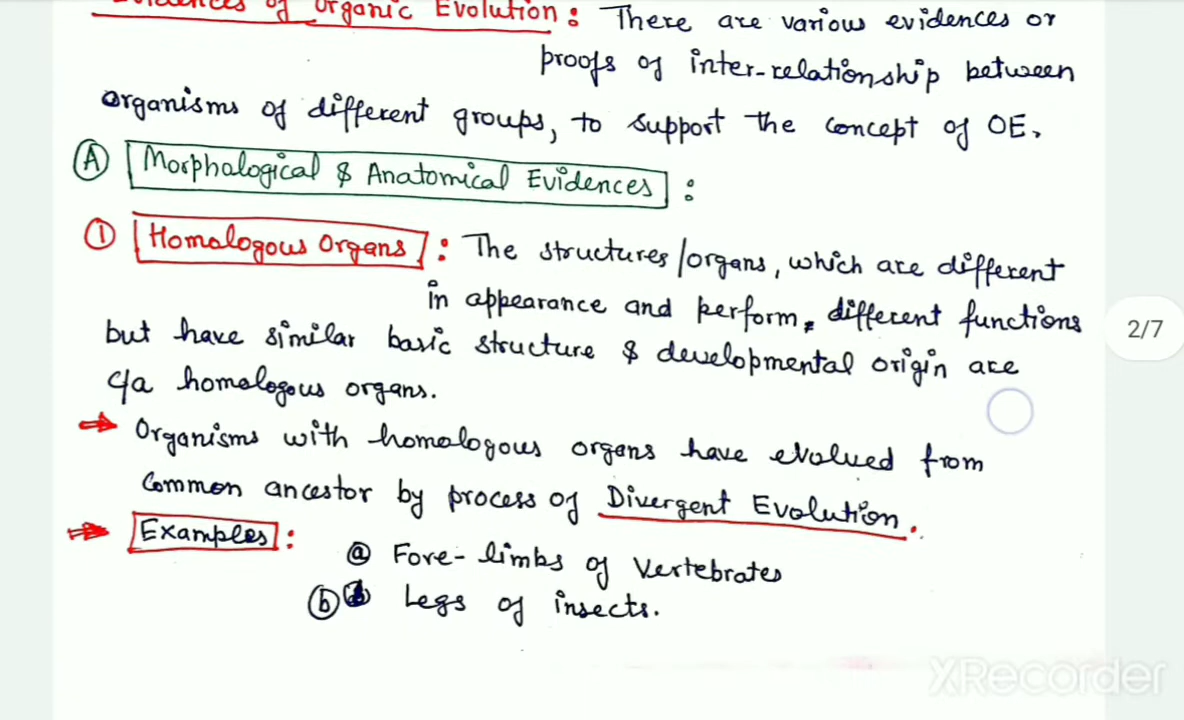 Evidences of Organic Evolution : There are various evidences or
proofs of inter-relationship between
organisms of different groups, to support the concept of OE.
(A) Morphological & Anatomical Evidences :
(1) Homologous Organs : The structures/organs, which are different
in appearance and perform different functions
but have similar basic structure & developmental origin are
c/a homologous organs.
→ Organisms with homologous organs have evolved from
common ancestor by process of Divergent Evolution.
→ Examples :
(a) Fore-limbs of Vertebrates
(b) Legs of insects.
2/7
XRecorder